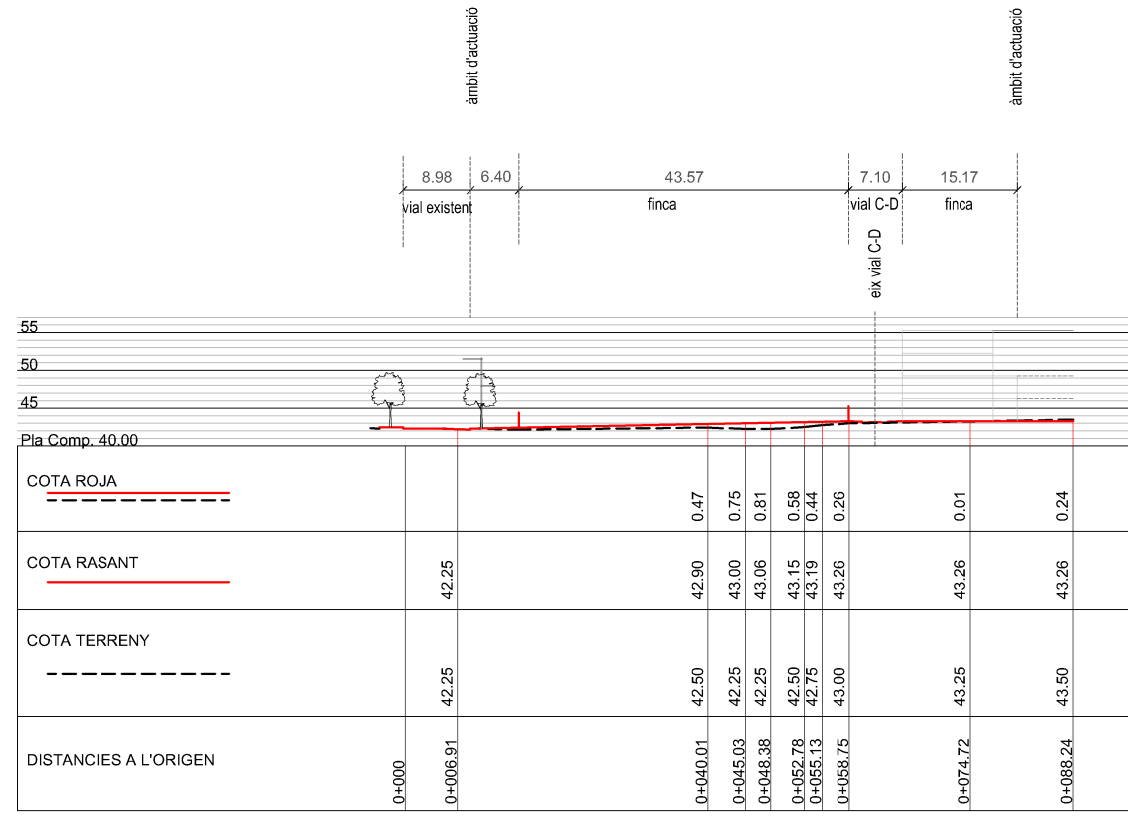 àmbit d'actuació
àmbit d'actuació
8.98 6.40 43.57 7.10 15.17
vial existent finca vial C-D finca
eix vial C-D
55
50
45
Pla Comp. 40.00
COTA ROJA
0.47 0.75 0.81 0.58 0.44 0.26 0.01 0.24
COTA RASANT
42.25 42.90 43.00 43.06 43.15 43.19 43.26 43.26 43.26
COTA TERRENY
42.25 42.50 42.25 42.25 42.50 42.75 43.00 43.25 43.50
DISTANCIES A L'ORIGEN
0+000 0+006.91 0+040.01 0+045.03 0+048.38 0+052.78 0+055.13 0+058.75 0+074.72 0+088.24